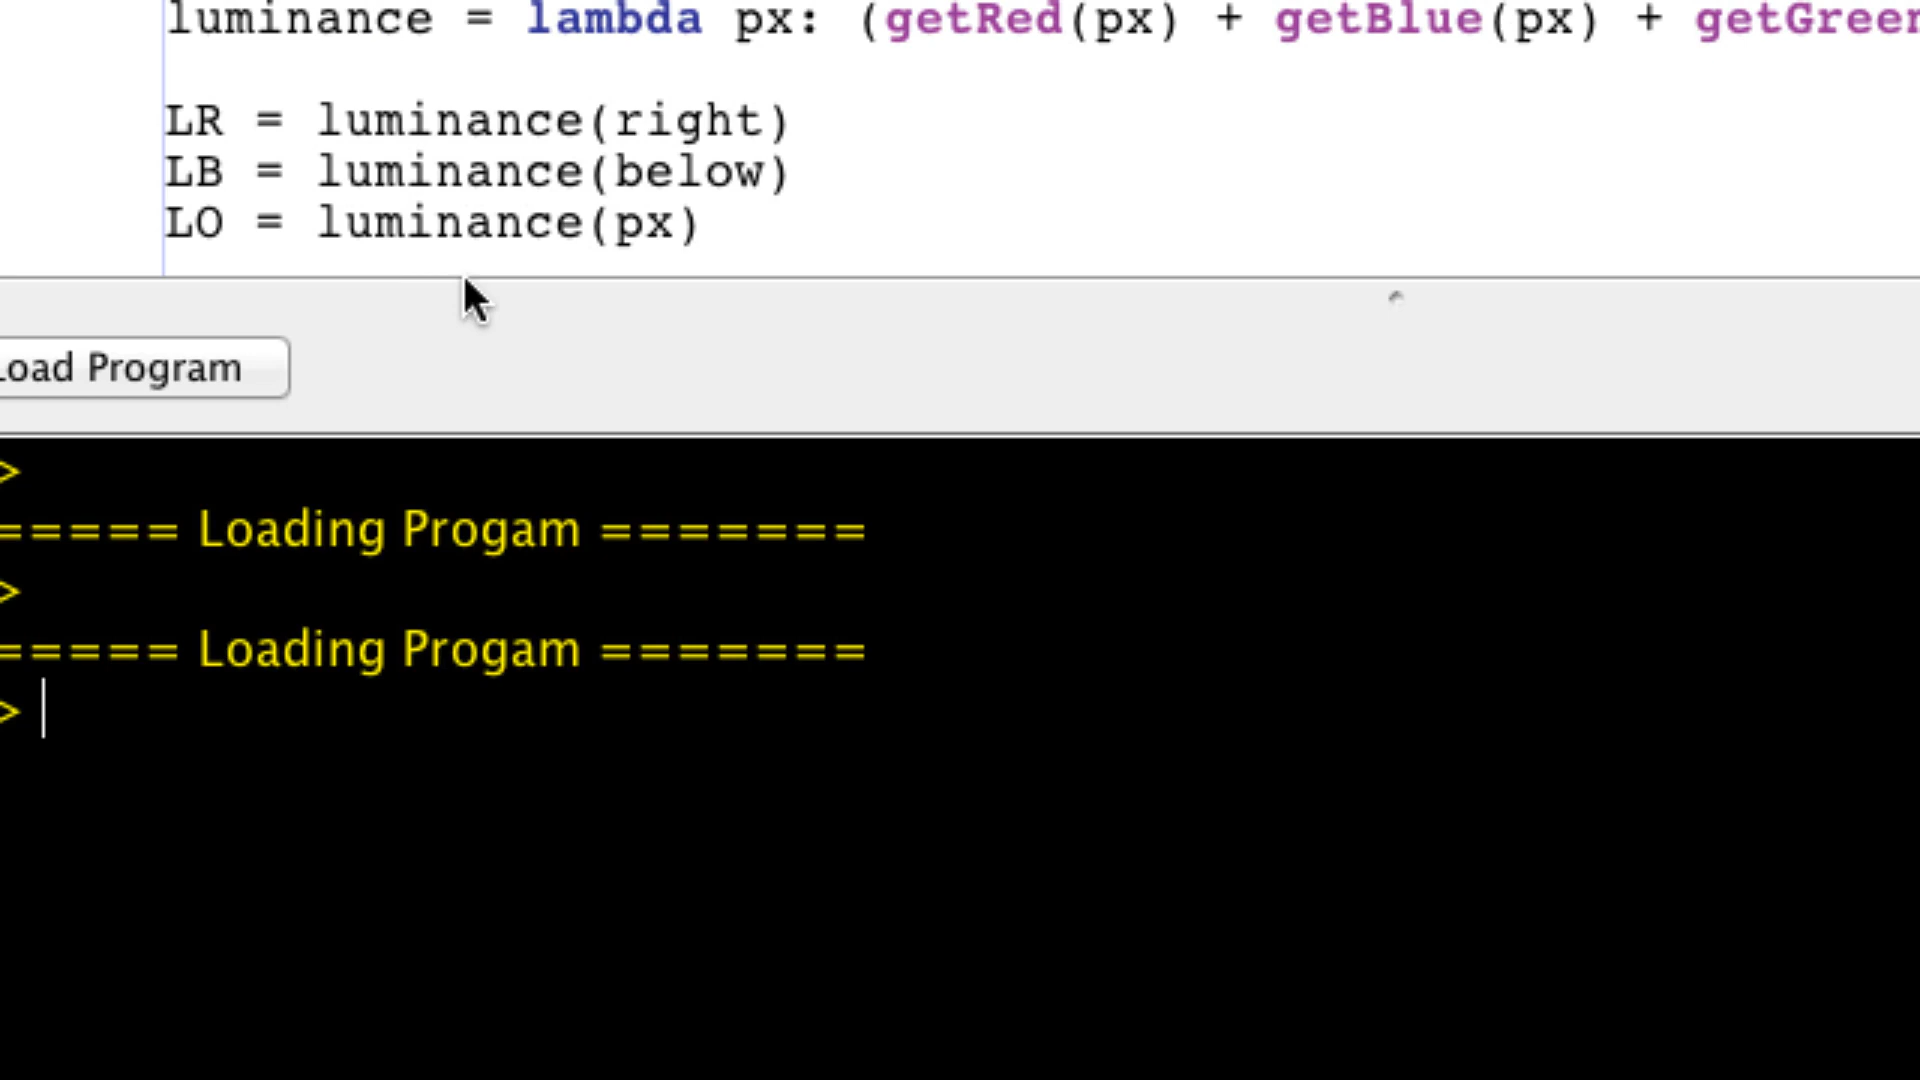 luminance = lambda px: (getRed(px) + getBlue(px) + getGreen
LR = luminance(right)
LB = luminance(below)
LO = luminance(px)
Load Program
>
===== Loading Progam =======
>
===== Loading Progam =======
>